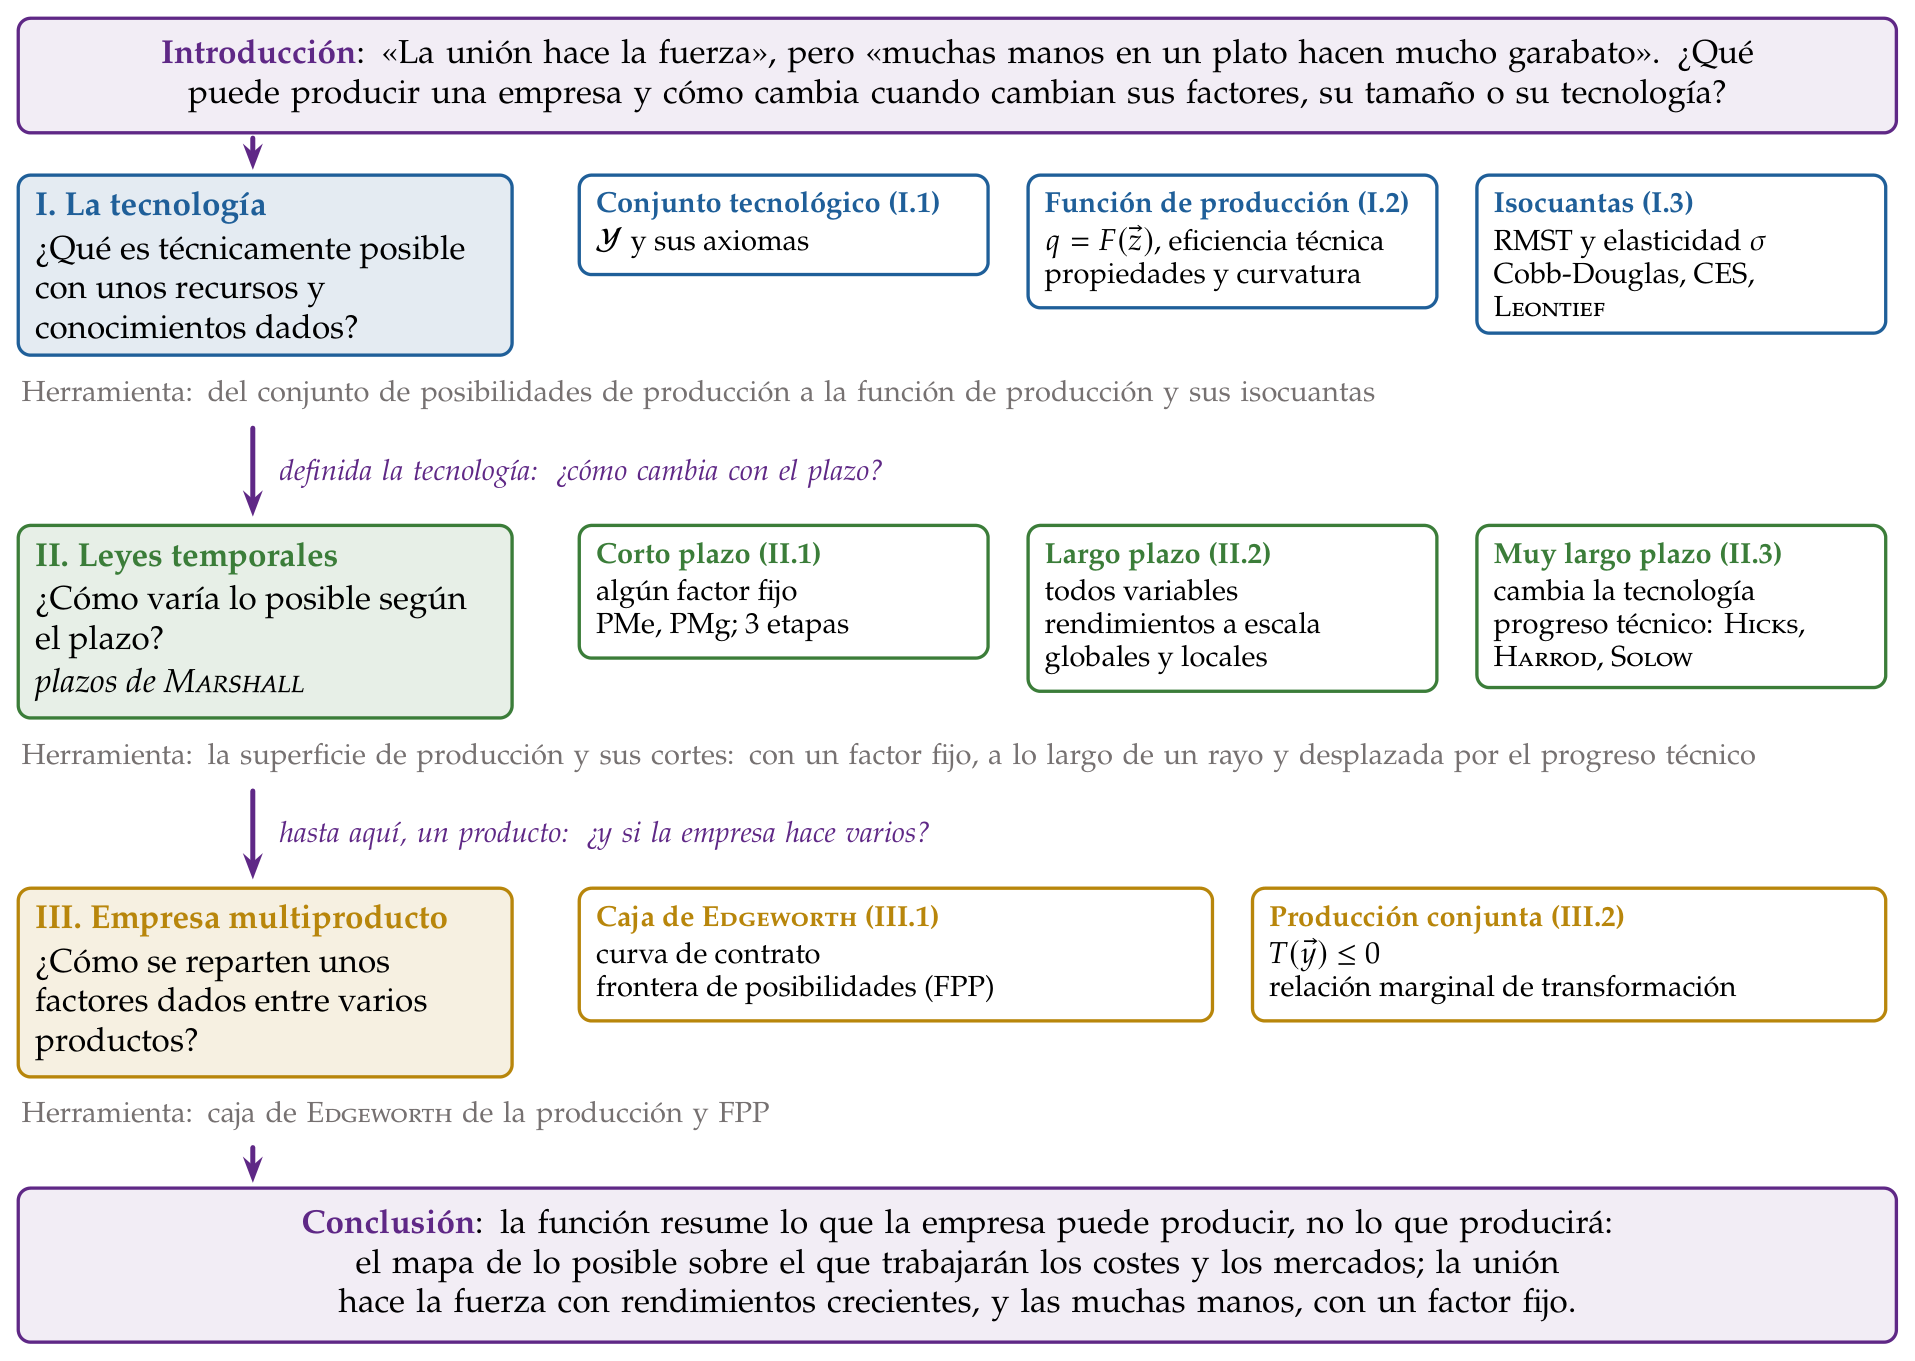 Introducción: «La unión hace la fuerza», pero «muchas manos en un plato hacen mucho garabato». ¿Qué
puede producir una empresa y cómo cambia cuando cambian sus factores, su tamaño o su tecnología?
I. La tecnología
¿Qué es técnicamente posible
con unos recursos y
conocimientos dados?
Conjunto tecnológico (I.1)
𝒴 y sus axiomas
Función de producción (I.2)
q = F(z⃗), eficiencia técnica
propiedades y curvatura
Isocuantas (I.3)
RMST y elasticidad σ
Cobb-Douglas, CES,
LEONTIEF
Herramienta: del conjunto de posibilidades de producción a la función de producción y sus isocuantas
definida la tecnología: ¿cómo cambia con el plazo?
II. Leyes temporales
¿Cómo varía lo posible según
el plazo?
plazos de MARSHALL
Corto plazo (II.1)
algún factor fijo
PMe, PMg; 3 etapas
Largo plazo (II.2)
todos variables
rendimientos a escala
globales y locales
Muy largo plazo (II.3)
cambia la tecnología
progreso técnico: HICKS,
HARROD, SOLOW
Herramienta: la superficie de producción y sus cortes: con un factor fijo, a lo largo de un rayo y desplazada por el progreso técnico
hasta aquí, un producto: ¿y si la empresa hace varios?
III. Empresa multiproducto
¿Cómo se reparten unos
factores dados entre varios
productos?
Caja de EDGEWORTH (III.1)
curva de contrato
frontera de posibilidades (FPP)
Producción conjunta (III.2)
T(y⃗) ≤ 0
relación marginal de transformación
Herramienta: caja de EDGEWORTH de la producción y FPP
Conclusión: la función resume lo que la empresa puede producir, no lo que producirá:
el mapa de lo posible sobre el que trabajarán los costes y los mercados; la unión
hace la fuerza con rendimientos crecientes, y las muchas manos, con un factor fijo.